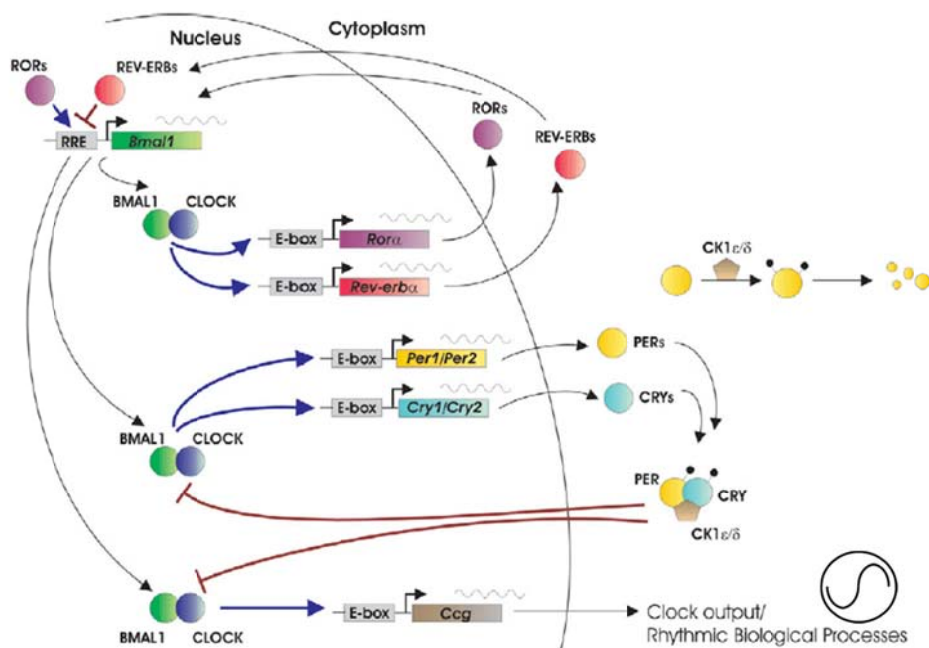 Nucleus
Cytoplasm
RORs
REV-ERBs
RRE
Bmal1
RORs
REV-ERBs
BMAL1
CLOCK
E-box
Rorα
E-box
Rev-erbα
CK1ε/δ
E-box
Per1/Per2
PERs
E-box
Cry1/Cry2
CRYs
BMAL1
CLOCK
PER
CRY
CK1ε/δ
E-box
Ccg
Clock output/
Rhythmic Biological Processes
BMAL1
CLOCK